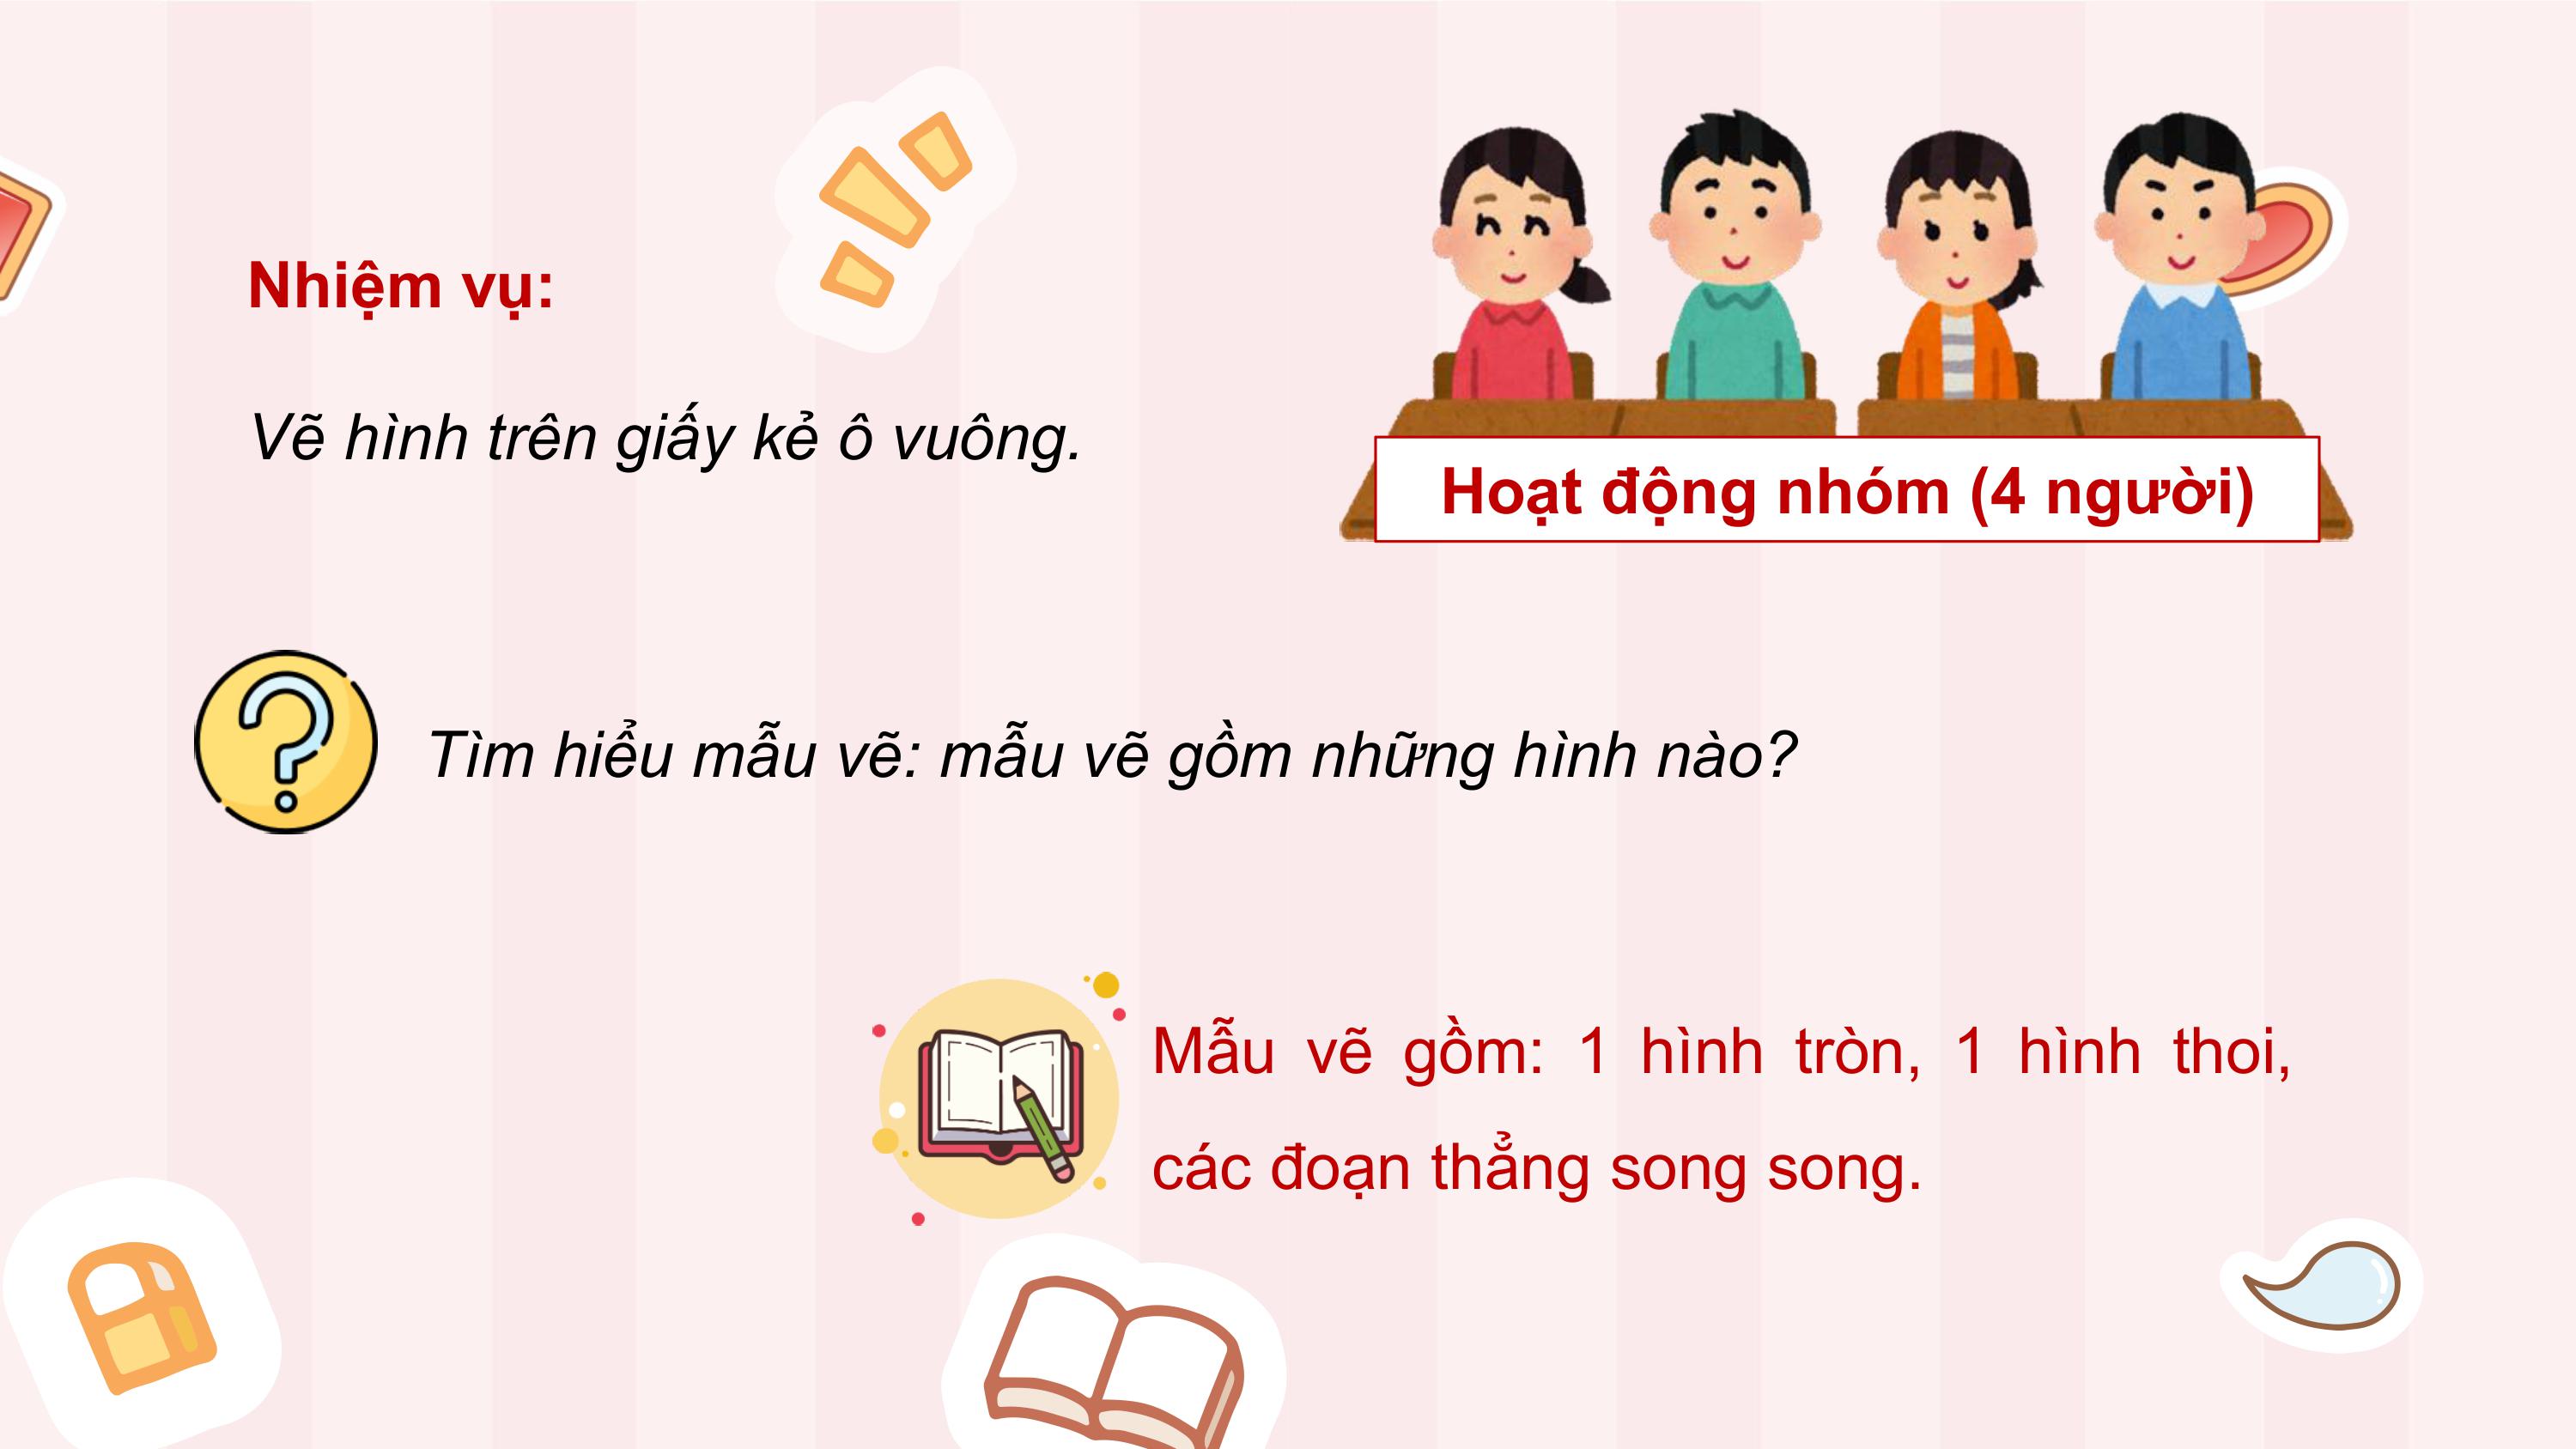 Nhiệm vụ:
Vẽ hình trên giấy kẻ ô vuông.
Hoạt động nhóm (4 người)
Tìm hiểu mẫu vẽ: mẫu vẽ gồm những hình nào?
Mẫu vẽ gồm: 1 hình tròn, 1 hình thoi,
các đoạn thẳng song song.